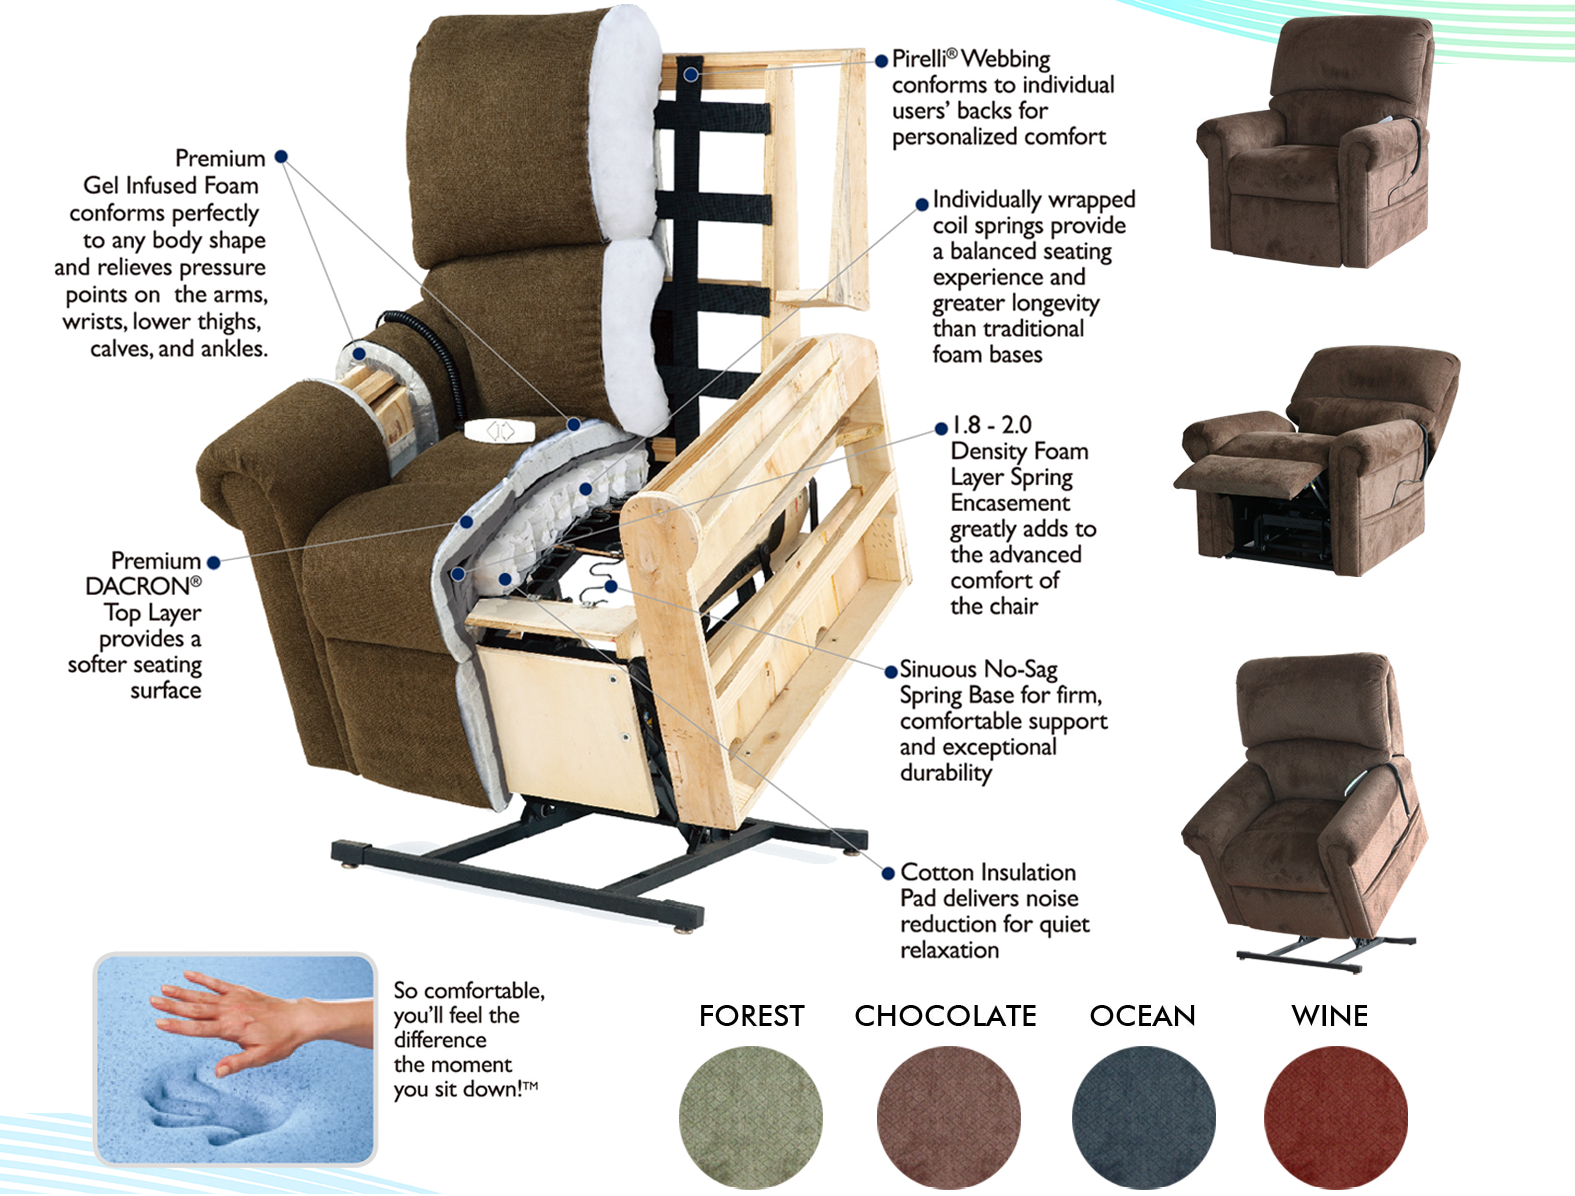 Premium
Gel Infused Foam
conforms perfectly
to any body shape
and relieves pressure
points on the arms,
wrists, lower thighs,
calves, and ankles.
Premium
DACRON®
Top Layer
provides a
softer seating
surface
Pirelli® Webbing
conforms to individual
users' backs for
personalized comfort
Individually wrapped
coil springs provide
a balanced seating
experience and
greater longevity
than traditional
foam bases
1.8 - 2.0
Density Foam
Layer Spring
Encasement
greatly adds to
the advanced
comfort of
the chair
Sinuous No-Sag
Spring Base for firm,
comfortable support
and exceptional
durability
Cotton Insulation
Pad delivers noise
reduction for quiet
relaxation
So comfortable,
you'll feel the
difference
the moment
you sit down!™
FOREST CHOCOLATE OCEAN WINE